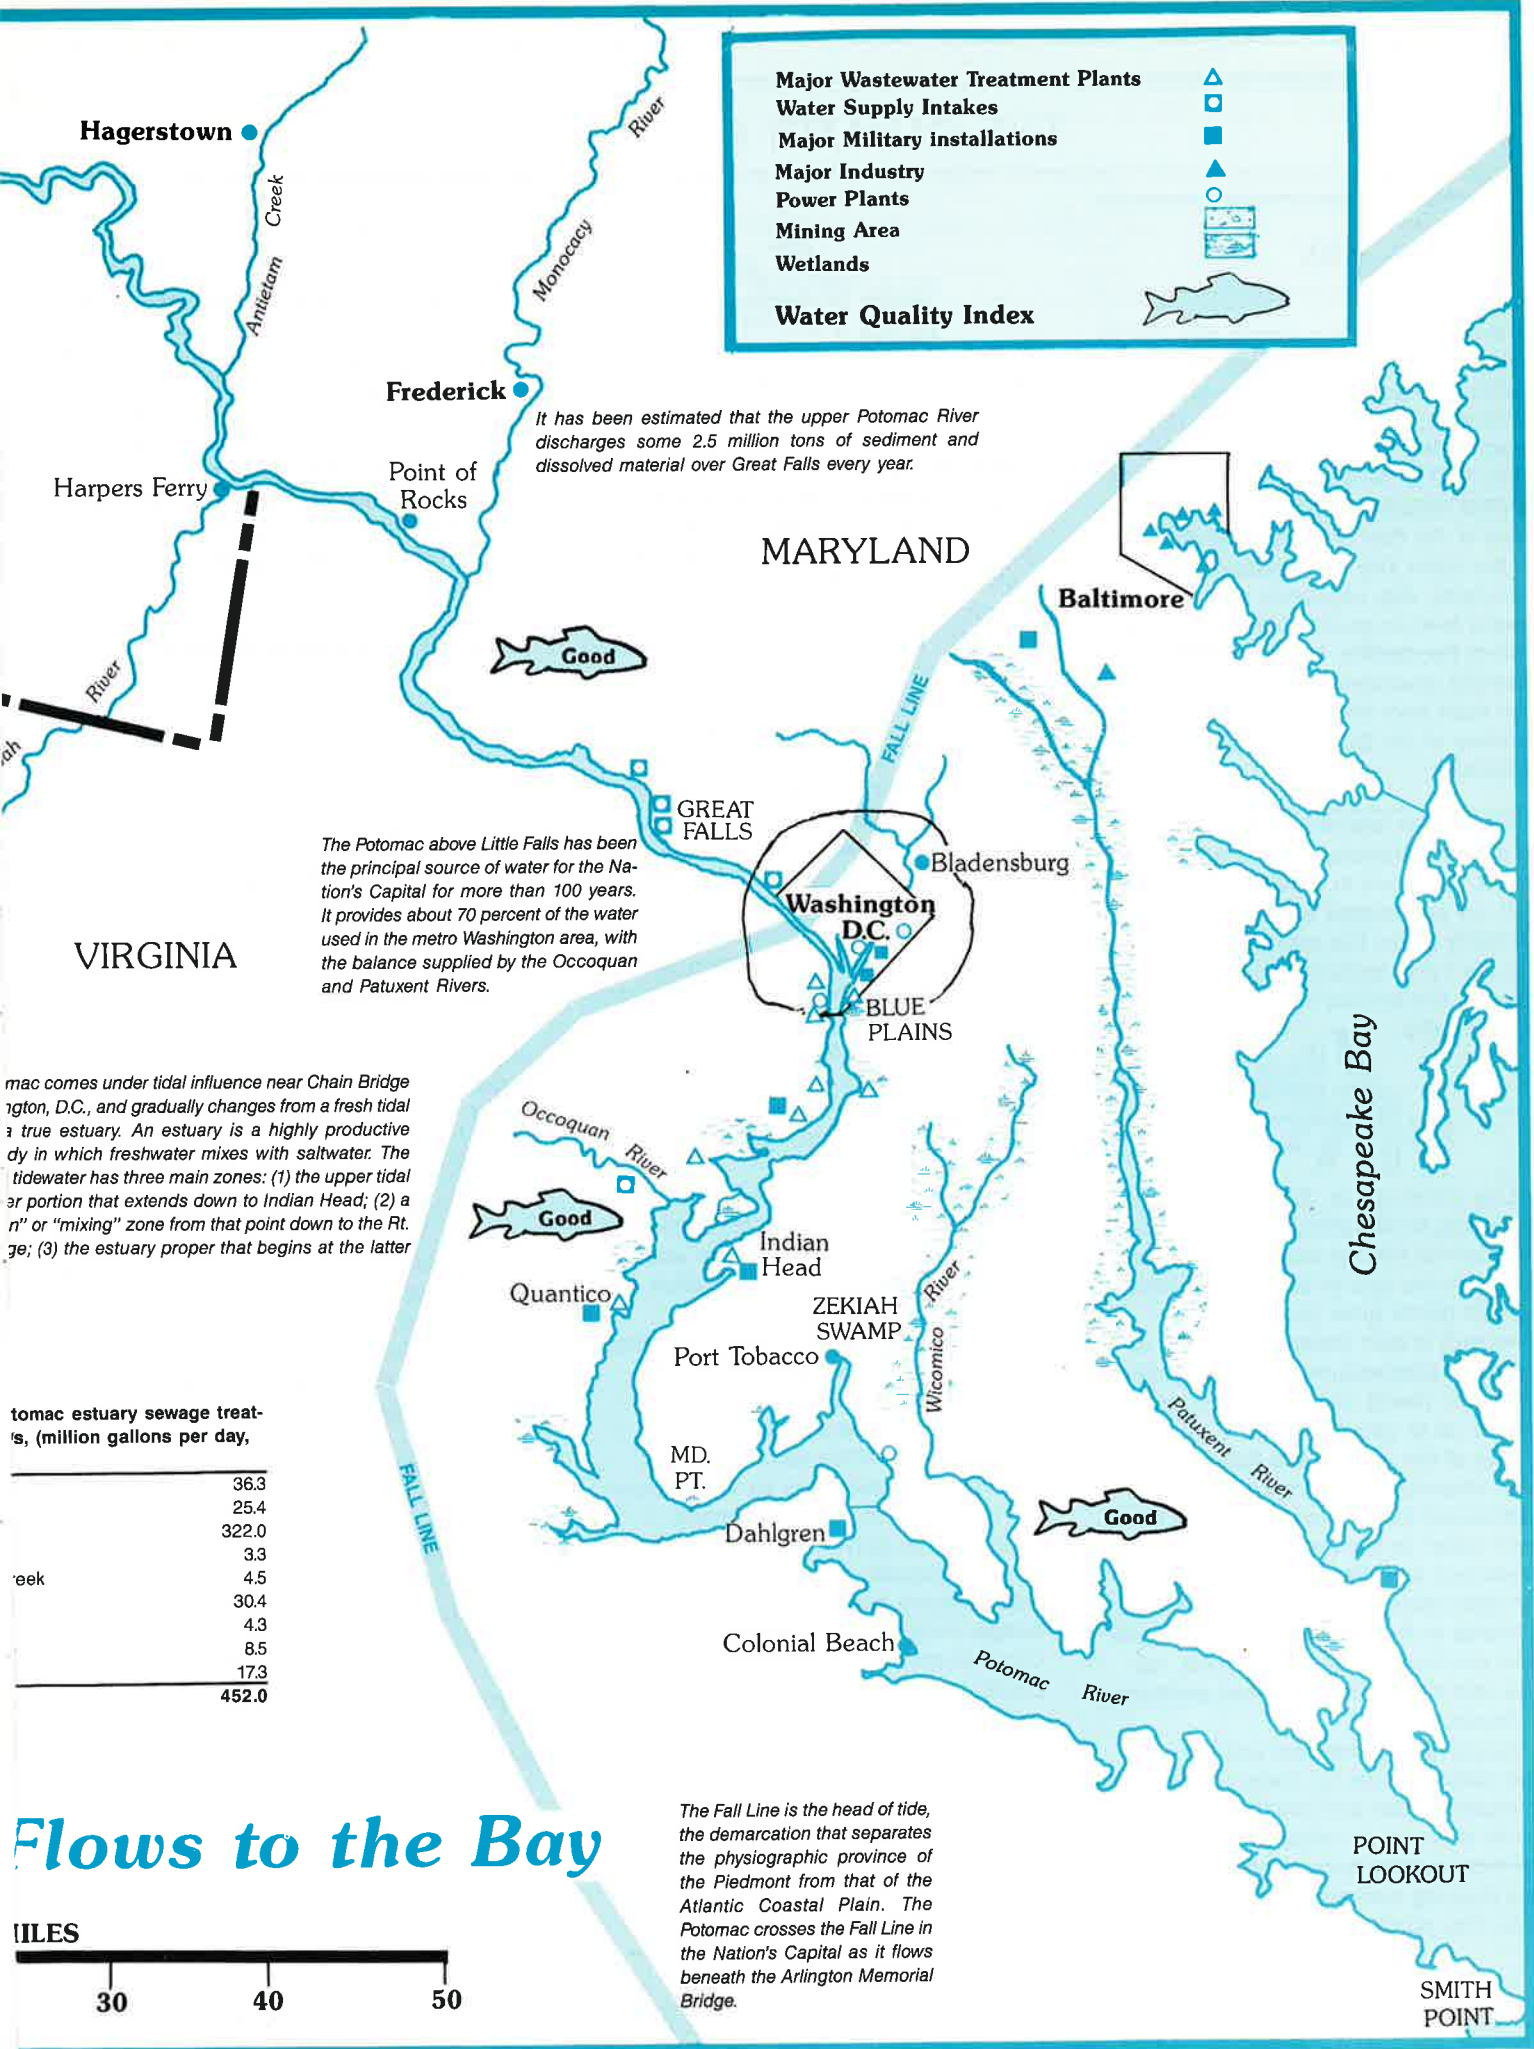 Major Wastewater Treatment Plants
Water Supply Intakes
Major Military installations
Major Industry
Power Plants
Mining Area
Wetlands
Water Quality Index
Hagerstown
Antietam Creek
Monocacy River
Frederick
It has been estimated that the upper Potomac River
discharges some 2.5 million tons of sediment and
dissolved material over Great Falls every year.
Harpers Ferry
Point of
Rocks
MARYLAND
Baltimore
River
ah
Good
FALL LINE
GREAT
FALLS
The Potomac above Little Falls has been
the principal source of water for the Na-
tion's Capital for more than 100 years.
It provides about 70 percent of the water
used in the metro Washington area, with
the balance supplied by the Occoquan
and Patuxent Rivers.
VIRGINIA
Bladensburg
Washington
D.C.
BLUE
PLAINS
Chesapeake Bay
mac comes under tidal influence near Chain Bridge
ngton, D.C., and gradually changes from a fresh tidal
a true estuary. An estuary is a highly productive
dy in which freshwater mixes with saltwater. The
tidewater has three main zones: (1) the upper tidal
er portion that extends down to Indian Head; (2) a
n" or "mixing" zone from that point down to the Rt.
ge; (3) the estuary proper that begins at the latter
Occoquan River
Good
Indian
Head
Quantico
ZEKIAH
SWAMP
Port Tobacco
Wicomico River
Patuxent River
MD.
PT.
FALL LINE
Good
Dahlgren
Colonial Beach
Potomac River
tomac estuary sewage treat-
's, (million gallons per day,
36.3
25.4
322.0
3.3
eek 4.5
30.4
4.3
8.5
17.3
452.0
Flows to the Bay
The Fall Line is the head of tide,
the demarcation that separates
the physiographic province of
the Piedmont from that of the
Atlantic Coastal Plain. The
Potomac crosses the Fall Line in
the Nation's Capital as it flows
beneath the Arlington Memorial
Bridge.
POINT
LOOKOUT
SMITH
POINT
MILES
30 40 50